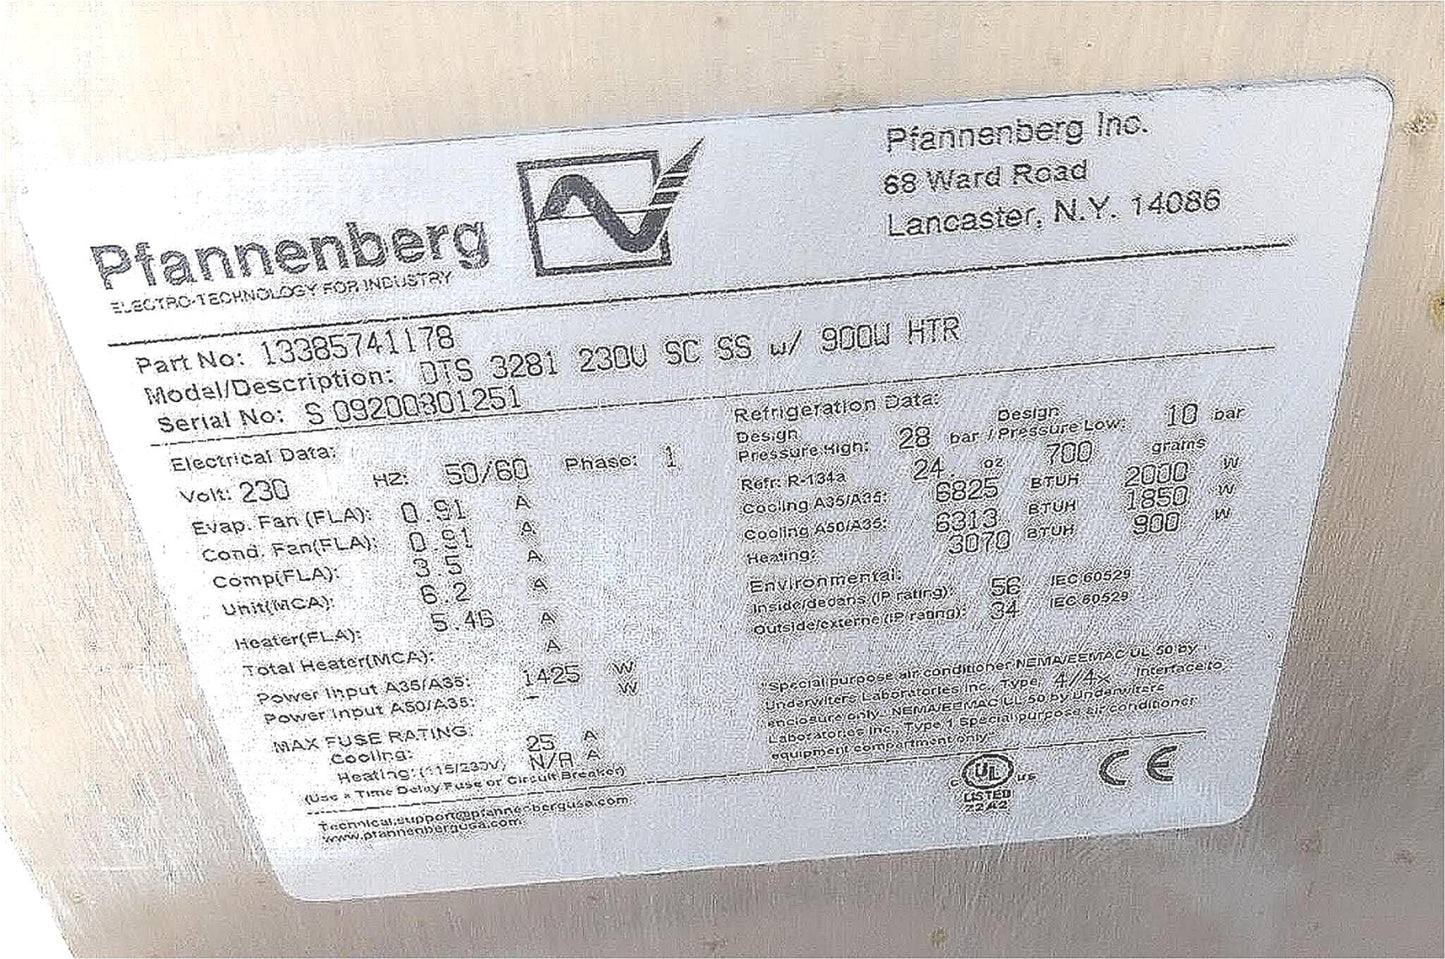 Pfannenberg
ELECTRO-TECHNOLOGY FOR INDUSTRY
Pfannenberg Inc.
68 Ward Road
Lancaster, N.Y. 14086
Part No: 13385741178
Model/Description: DTS 3281 230V SC SS w/ 900W HTR
Serial No: S 09200801251
Electrical Data:
Volt: 230 HZ: 50/60 Phase: 1
Evap. Fan (FLA): 0.91 A
Cond. Fan(FLA): 0.91 A
Comp(FLA): 3.5 A
Unit(MCA): 6.2 A
Heater(FLA): 5.46 A
Total Heater(MCA): A
Power Input A35/A35: 1425 W
Power Input A50/A35: - W
MAX FUSE RATING
Cooling: 25 A
Heating: (115/230V) N/A A
(Use a Time Delay Fuse or Circuit Breaker)
Technical.support@pfannenbergusa.com
www.pfannenbergusa.com
Refrigeration Data:
Design Pressure High: 28 bar / Design Pressure Low: 10 bar
Refr: R-134a 24 oz 700 grams
Cooling A35/A35: 6825 BTUH 2000 W
Cooling A50/A35: 6313 BTUH 1850 W
Heating: 3070 BTUH 900 W
Environmental:
Inside/dedans (IP rating): 56 IEC 60529
Outside/externe (IP rating): 34 IEC 60529
"Special purpose air conditioner NEMA/EEMAC UL 50 by
Underwiters Laboratories Inc., Type 4/4x Interface to
enclosure only. NEMA/EEMAC UL 50 by Underwiters
Laboratories Inc., Type 1 Special purpose air conditioner
equipment compartment only."
C UL US
LISTED
22A2
CE